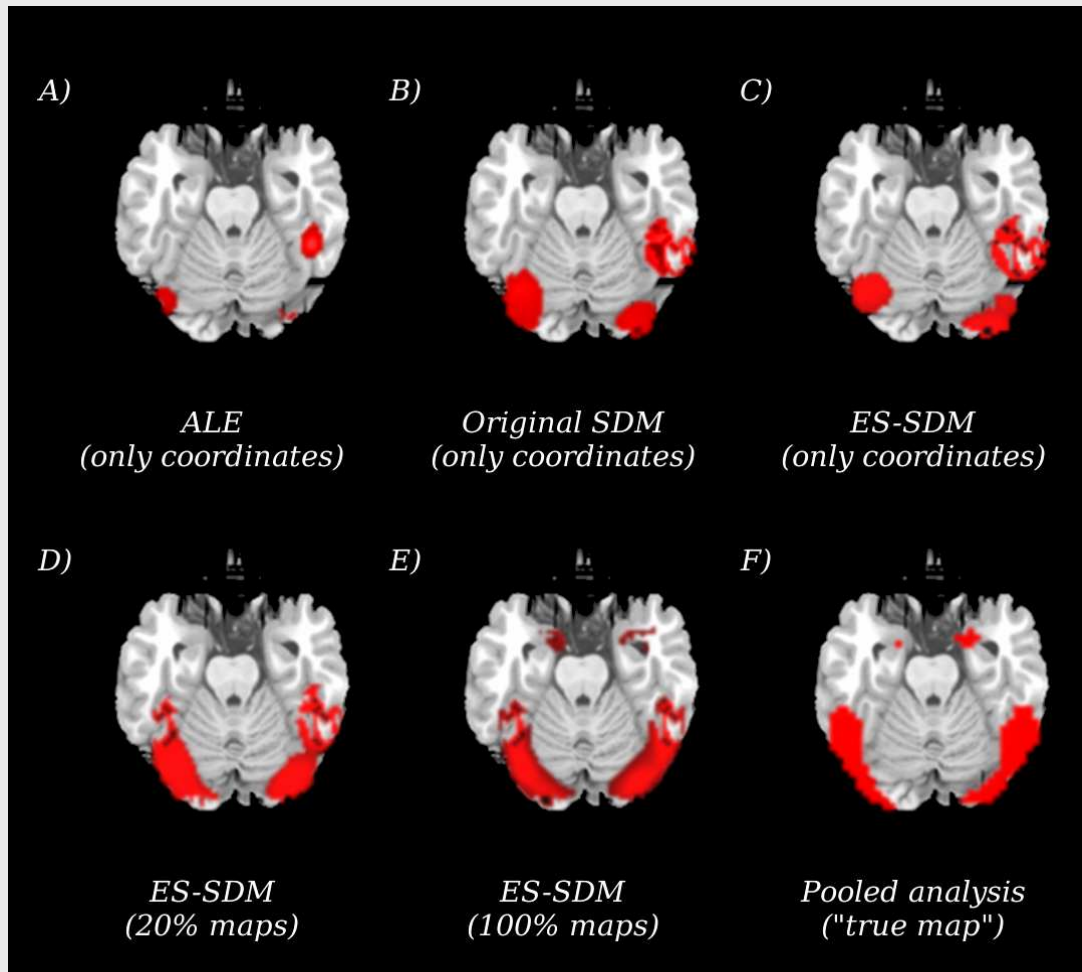 A)
B)
C)
ALE
(only coordinates)
Original SDM
(only coordinates)
ES-SDM
(only coordinates)
D)
E)
F)
ES-SDM
(20% maps)
ES-SDM
(100% maps)
Pooled analysis
("true map")